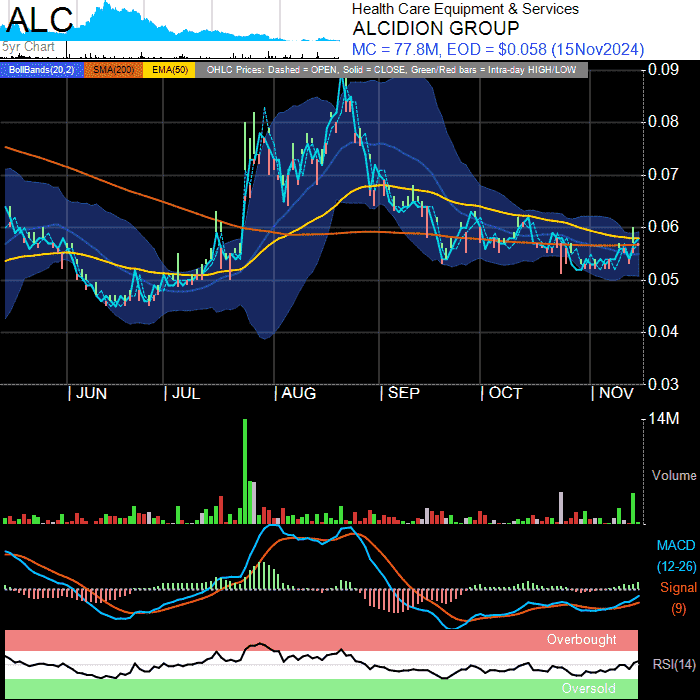 ALC
5yr Chart
Health Care Equipment & Services
ALCIDION GROUP
MC = 77.8M, EOD = $0.058 (15Nov2024)
BollBands(20,2) SMA(200) EMA(50) OHLC Prices: Dashed = OPEN, Solid = CLOSE, Green/Red bars = Intra-day HIGH/LOW
0.09
0.08
0.07
0.06
0.05
0.04
0.03
| JUN | JUL | AUG | SEP | OCT | NOV
14M
Volume
MACD
(12-26)
Signal
(9)
Overbought
RSI(14)
Oversold